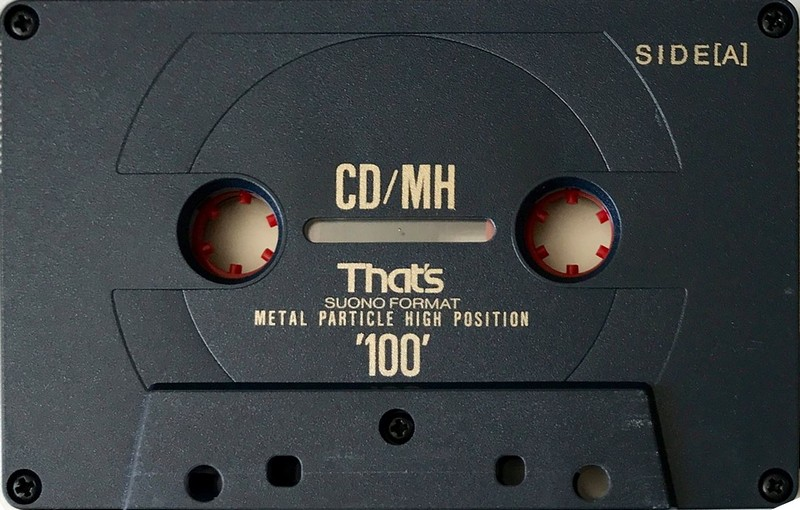 SIDE[A]
CD/MH
That's
SUONO FORMAT
METAL PARTICLE HIGH POSITION
'100'